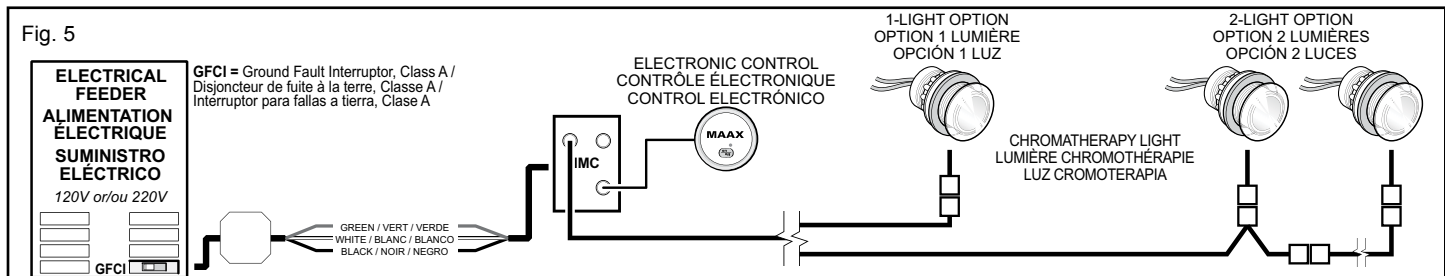 Fig. 5
ELECTRICAL
FEEDER
ALIMENTATION
ÉLECTRIQUE
SUMINISTRO
ELÉCTRICO
120V or/ou 220V
GFCI
GFCI = Ground Fault Interruptor, Class A /
Disjoncteur de fuite à la terre, Classe A /
Interruptor para fallas a tierra, Clase A
GREEN / VERT / VERDE
WHITE / BLANC / BLANCO
BLACK / NOIR / NEGRO
IMC
ELECTRONIC CONTROL
CONTRÔLE ÉLECTRONIQUE
CONTROL ELECTRÓNICO
MAAX
1-LIGHT OPTION
OPTION 1 LUMIÈRE
OPCIÓN 1 LUZ
CHROMATHERAPY LIGHT
LUMIÈRE CHROMOTHÉRAPIE
LUZ CROMOTERAPIA
2-LIGHT OPTION
OPTION 2 LUMIÈRES
OPCIÓN 2 LUCES